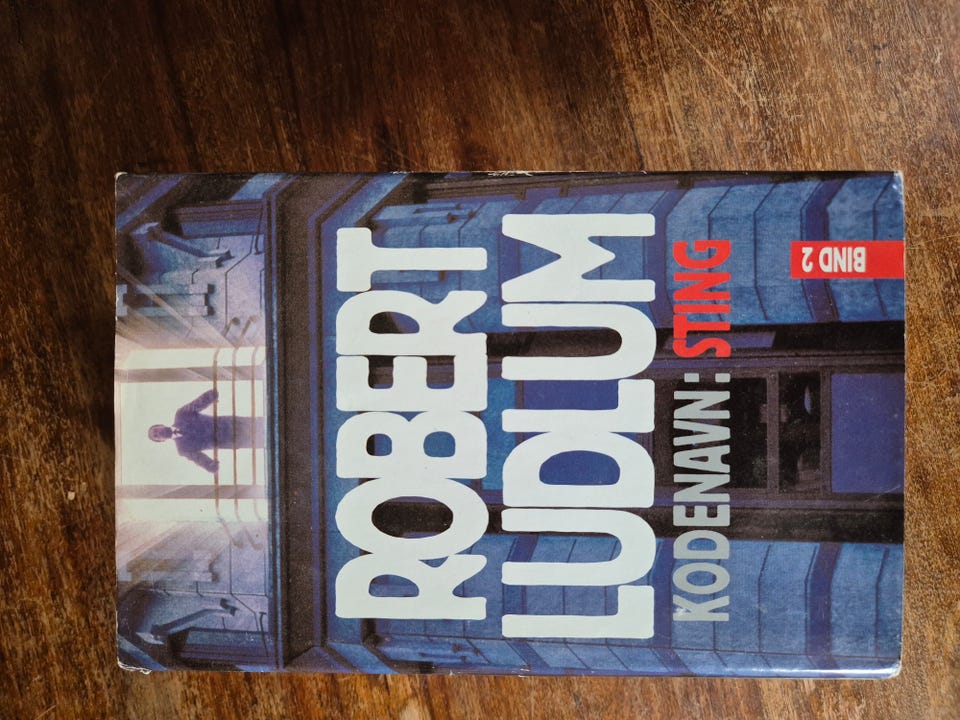 ROBERT
LUDLUM
KODENAVN: STING
BIND 2